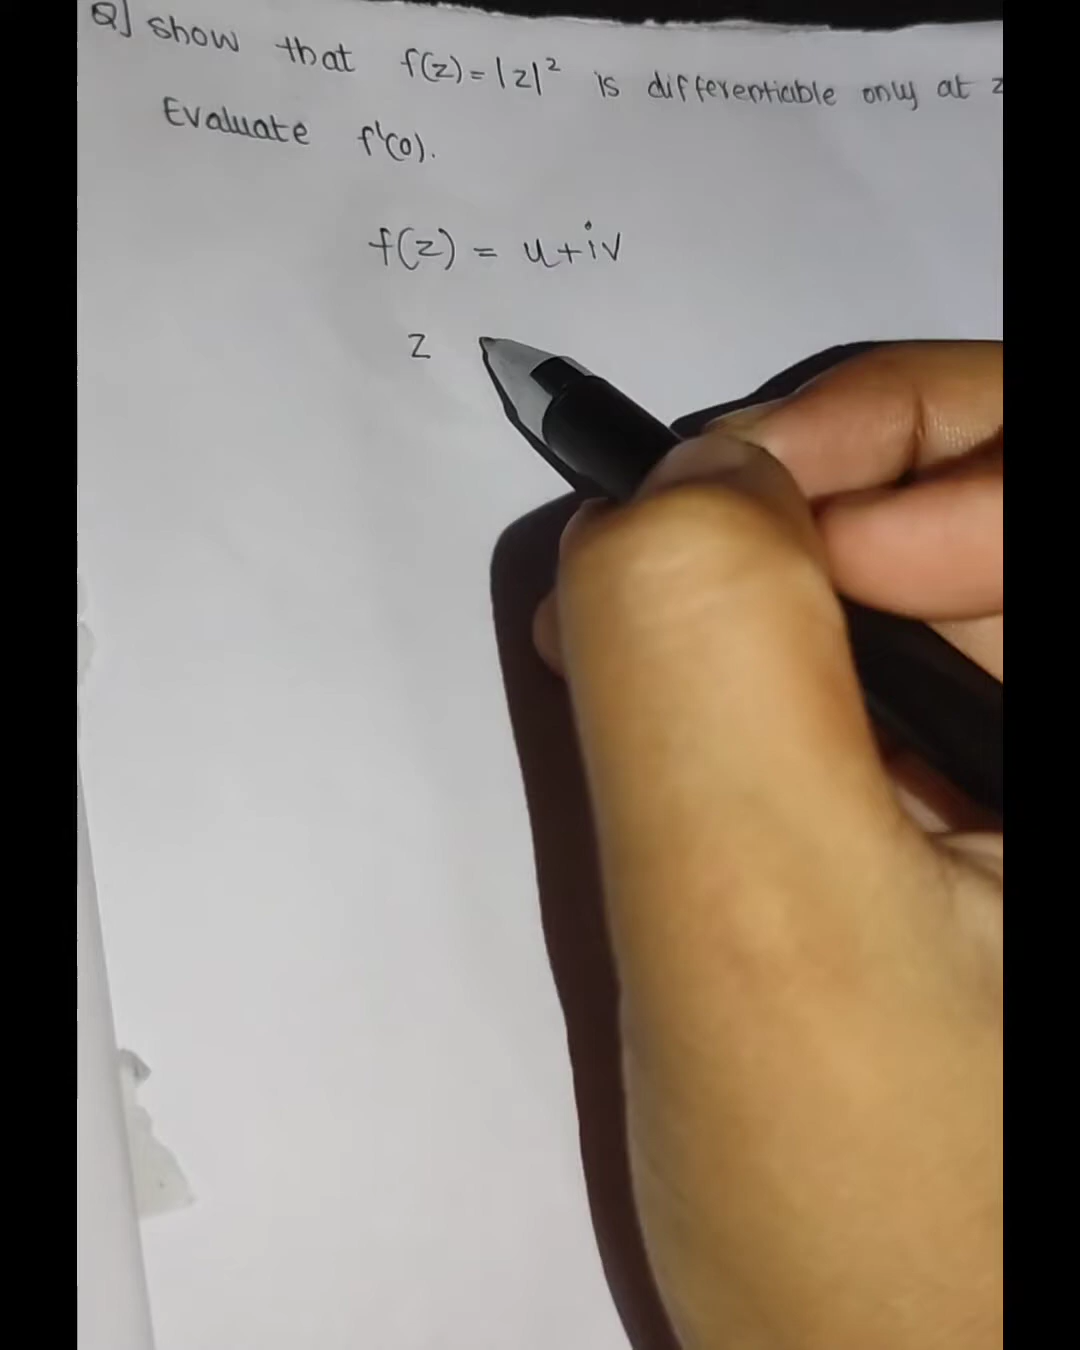 Q] Show that f(z) = |z|² is differentiable only at z
Evaluate f'(0).
f(z) = u+iv
z